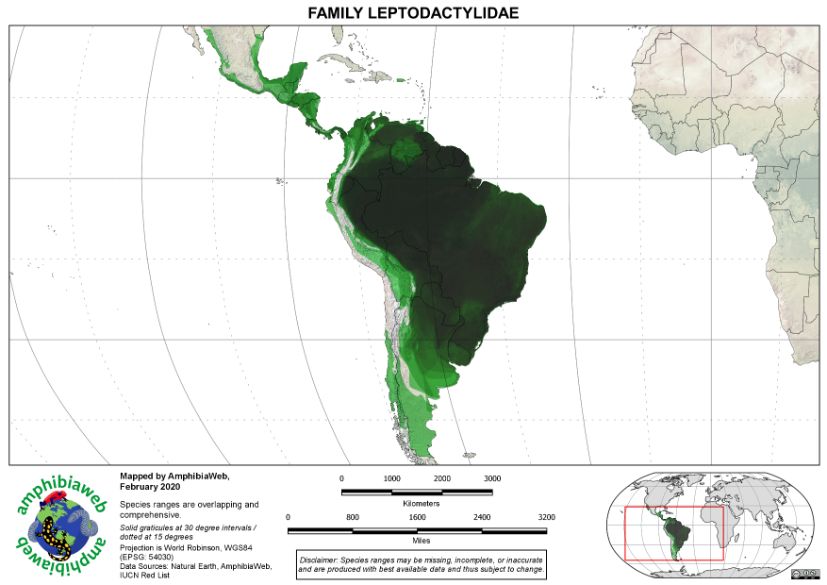 FAMILY LEPTODACTYLIDAE
amphibiaweb
amphibiaweb
Mapped by AmphibiaWeb,
February 2020
Species ranges are overlapping and
comprehensive.
Solid graticules at 30 degree intervals /
dotted at 15 degrees
Projection is World Robinson, WGS84
(EPSG: 54030)
Data Sources: Natural Earth, AmphibiaWeb,
IUCN Red List
0 1000 2000 3000
Kilometers
0 800 1600 2400 3200
Miles
Disclaimer: Species ranges may be missing, incomplete, or inaccurate
and are produced with best available data and thus subject to change.